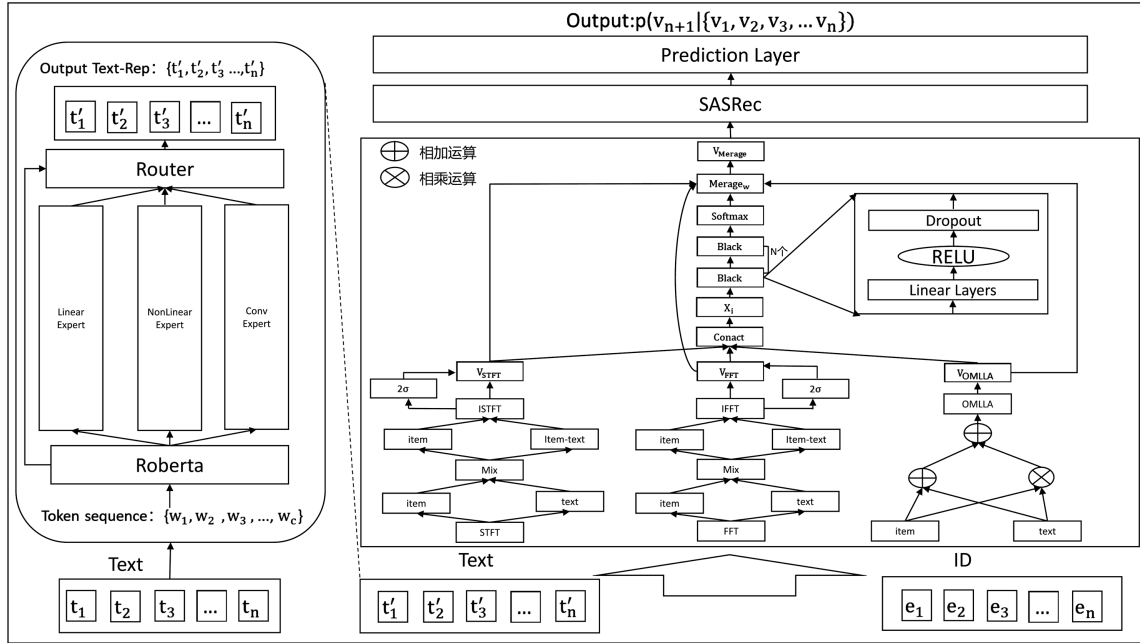 Output:p(v_{n+1}|{v_1, v_2, v_3, … v_n})
Prediction Layer
SASRec
Output Text-Rep：{t'_1, t'_2, t'_3 …,t'_n}
t'_1 t'_2 t'_3 … t'_n
Router
Linear Expert
NonLinear Expert
Conv Expert
Roberta
Token sequence：{w_1, w_2 , w_3 , …, w_c}
Text
t_1 t_2 t_3 … t_n
相加运算
相乘运算
V_Merage
Merage_w
Softmax
Black
N个
Black
X_i
Conact
Dropout
RELU
Linear Layers
V_STFT
2σ
ISTFT
item
Item-text
Mix
item
text
STFT
V_FFT
2σ
IFFT
item
Item-text
Mix
item
text
FFT
V_OMLLA
OMLLA
item
text
Text
t'_1 t'_2 t'_3 … t'_n
ID
e_1 e_2 e_3 … e_n